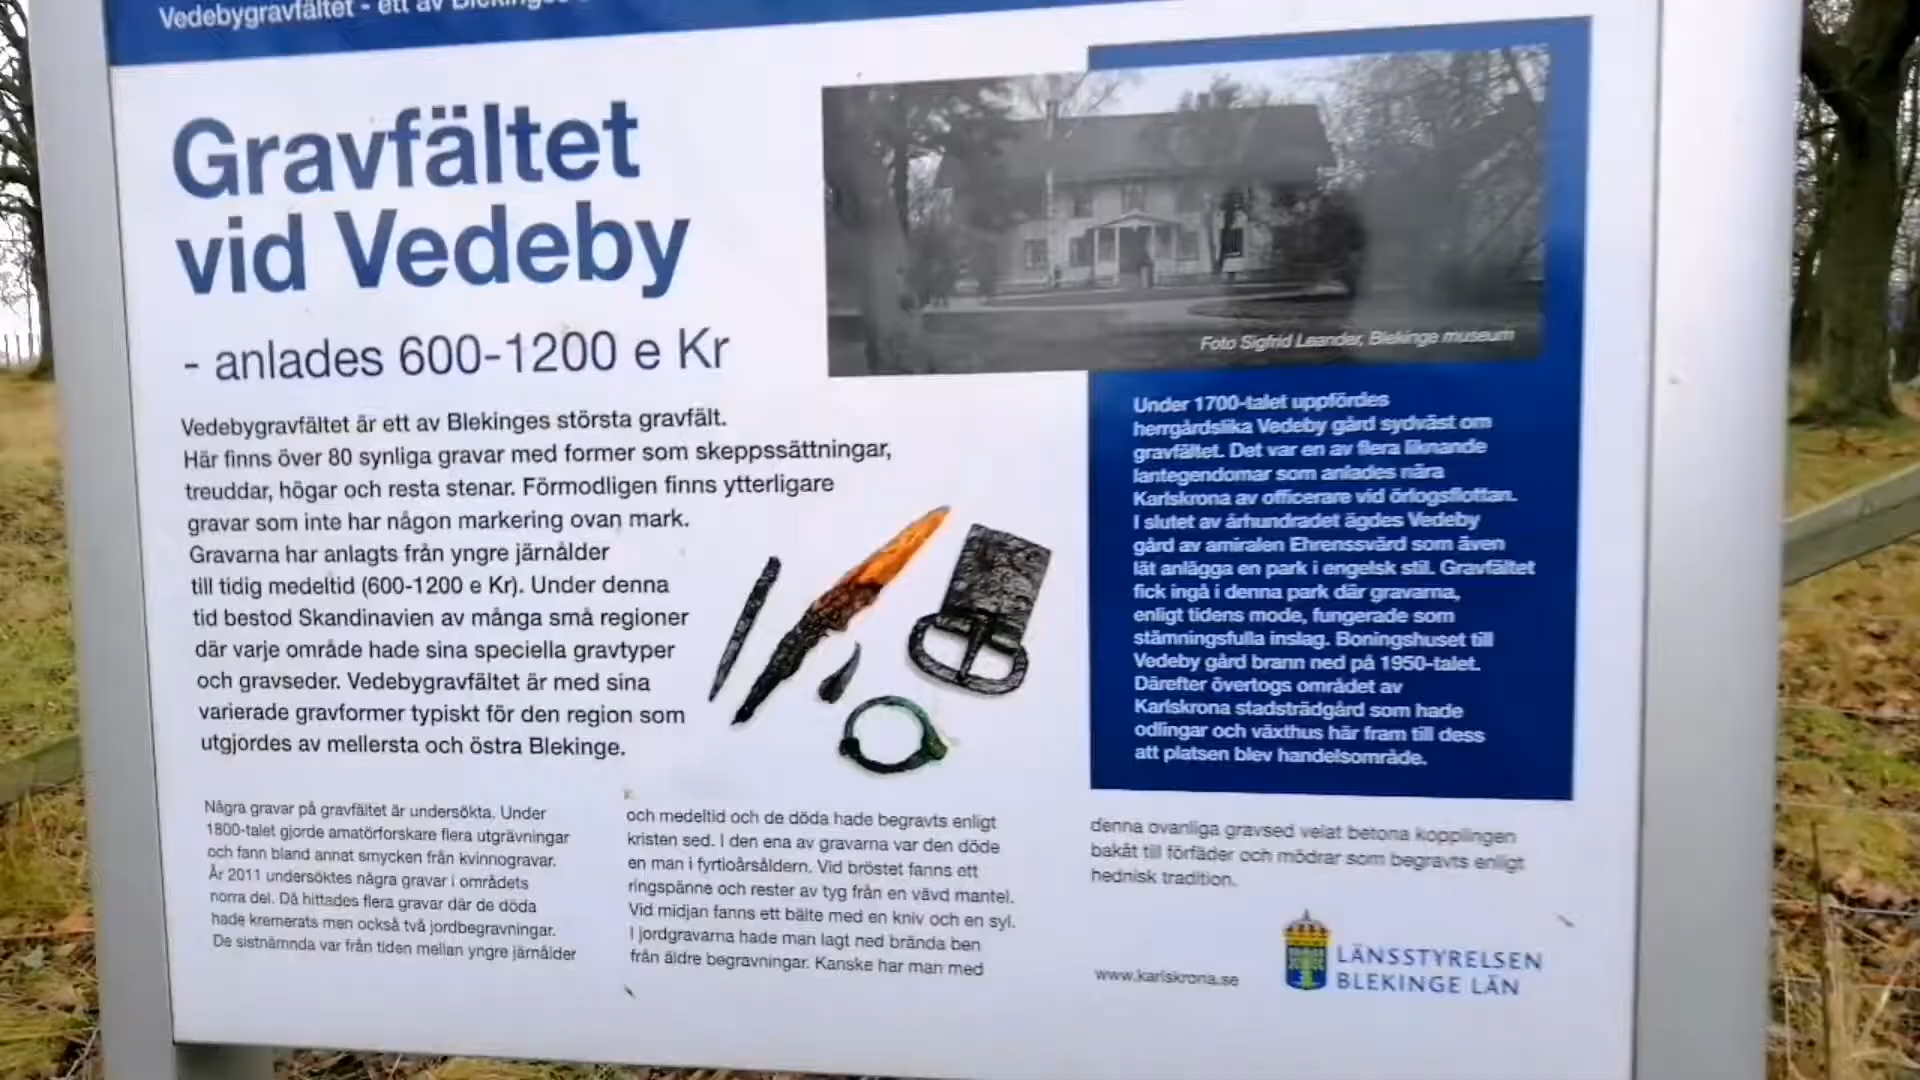 Vedebygravfältet - ett av Blekinges
Gravfältet
vid Vedeby
- anlades 600-1200 e Kr
Vedebygravfältet är ett av Blekinges största gravfält.
Här finns över 80 synliga gravar med former som skeppssättningar,
treuddar, högar och resta stenar. Förmodligen finns ytterligare
gravar som inte har någon markering ovan mark.
Gravarna har anlagts från yngre järnålder
till tidig medeltid (600-1200 e Kr). Under denna
tid bestod Skandinavien av många små regioner
där varje område hade sina speciella gravtyper
och gravseder. Vedebygravfältet är med sina
varierade gravformer typiskt för den region som
utgjordes av mellersta och östra Blekinge.
Foto Sigfrid Leander, Blekinge museum
Under 1700-talet uppfördes
herrgårdslika Vedeby gård sydväst om
gravfältet. Det var en av flera liknande
lantegendomar som anlades nära
Karlskrona av officerare vid örlogsflottan.
I slutet av århundradet ägdes Vedeby
gård av amiralen Ehrenssvärd som även
lät anlägga en park i engelsk stil. Gravfältet
fick ingå i denna park där gravarna,
enligt tidens mode, fungerade som
stämningsfulla inslag. Boningshuset till
Vedeby gård brann ned på 1950-talet.
Därefter övertogs området av
Karlskrona stadsträdgård som hade
odlingar och växthus här fram till dess
att platsen blev handelsområde.
Några gravar på gravfältet är undersökta. Under
1800-talet gjorde amatörforskare flera utgrävningar
och fann bland annat smycken från kvinnogravar.
År 2011 undersöktes några gravar i områdets
norra del. Då hittades flera gravar där de döda
hade kremerats men också två jordbegravningar.
De sistnämnda var från tiden mellan yngre järnålder
och medeltid och de döda hade begravts enligt
kristen sed. I den ena av gravarna var den döde
en man i fyrtioårsåldern. Vid bröstet fanns ett
ringspänne och rester av tyg från en vävd mantel.
Vid midjan fanns ett bälte med en kniv och en syl.
I jordgravarna hade man lagt ned brända ben
från äldre begravningar. Kanske har man med
denna ovanliga gravsed velat betona kopplingen
bakåt till förfäder och mödrar som begravts enligt
hednisk tradition.
www.karlskrona.se
LÄNSSTYRELSEN
BLEKINGE LÄN